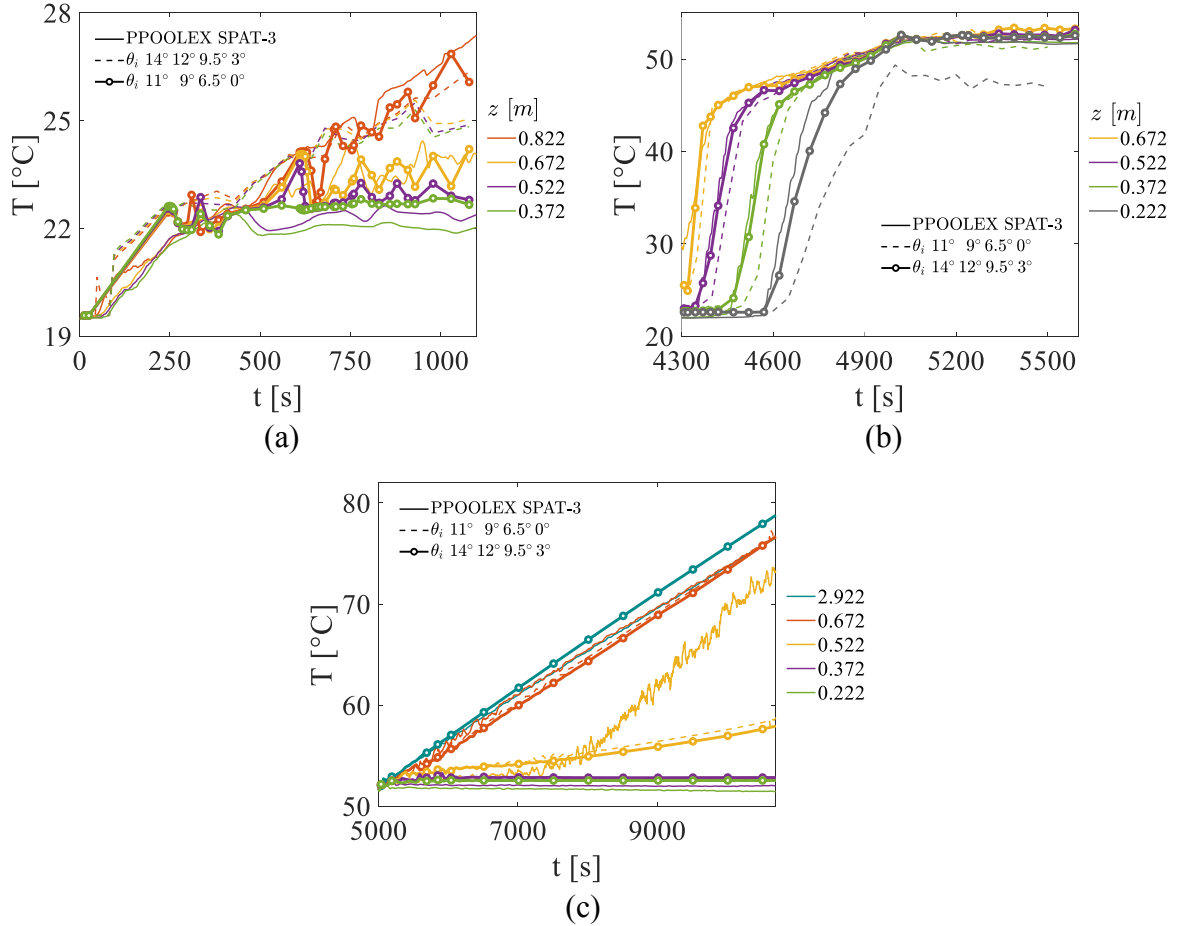 28
25
22
19
T [°C]
PPOOLEX SPAT-3
θᵢ 14° 12° 9.5° 3°
θᵢ 11° 9° 6.5° 0°
z [m]
0.822
0.672
0.522
0.372
0 250 500 750 1000
t [s]
(a)
50
40
30
20
T [°C]
PPOOLEX SPAT-3
θᵢ 11° 9° 6.5° 0°
θᵢ 14° 12° 9.5° 3°
z [m]
0.672
0.522
0.372
0.222
4300 4600 4900 5200 5500
t [s]
(b)
80
70
60
50
T [°C]
PPOOLEX SPAT-3
θᵢ 11° 9° 6.5° 0°
θᵢ 14° 12° 9.5° 3°
2.922
0.672
0.522
0.372
0.222
5000 7000 9000
t [s]
(c)